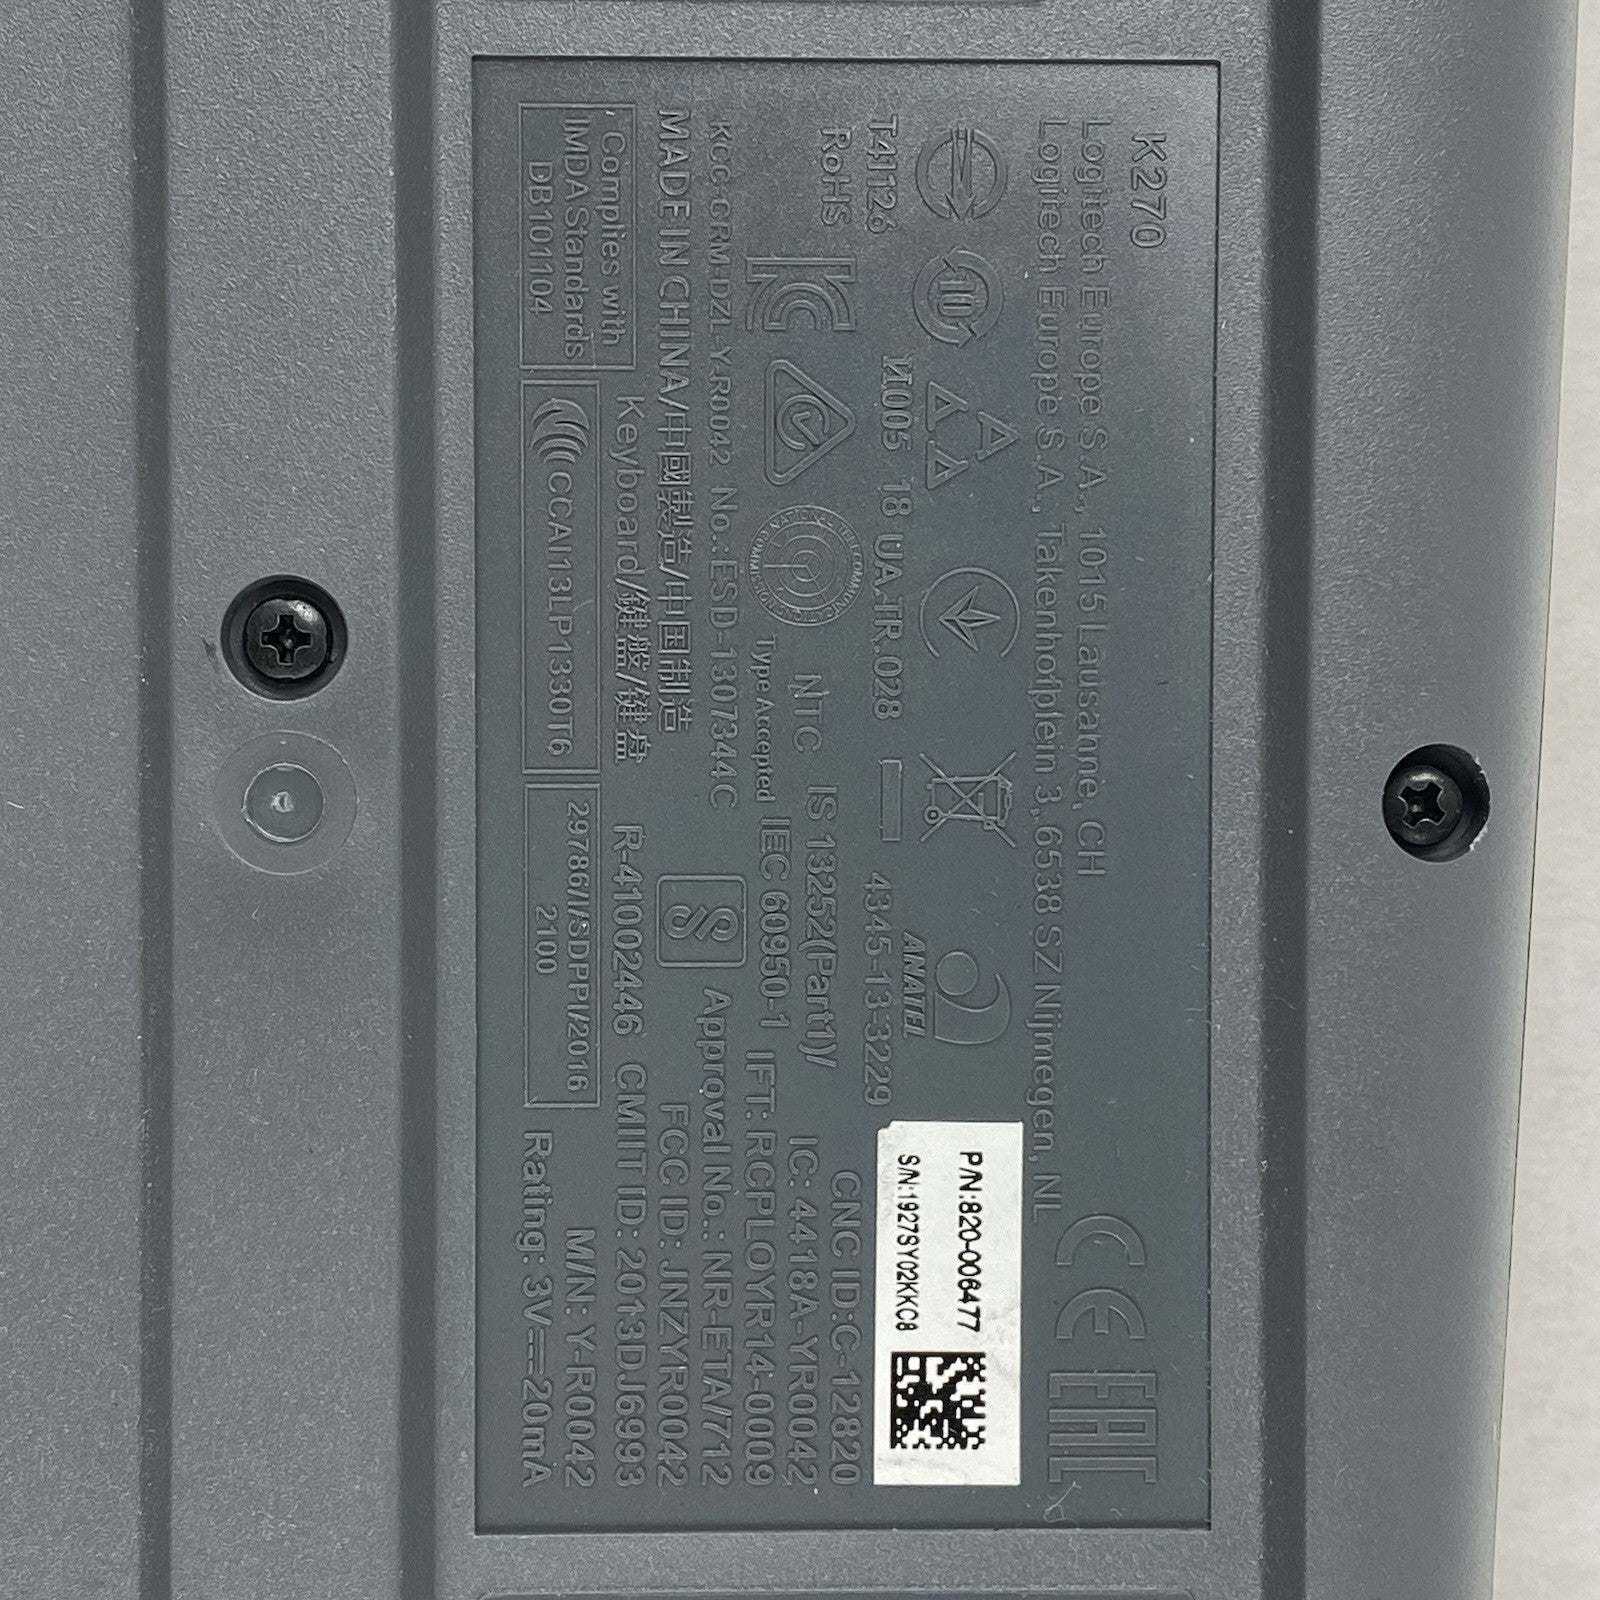 K270
Logitech Europe S.A., 1015 Lausanne, CH
Logitech Europe S.A., Takenhofplein 3, 6538 SZ Nijmegen, NL
CE EAC
10
ANATEL
P/N:820-006477
S/N:1927SY02KKC8
T41126
И005.18
UA.TR.028
4345-13-3229
RoHS
NTC
IS 13252(Part1)/
CNC ID:C-12820
NATIONAL TELECOMMUNICATIONS COMMISSION
Type Accepted
IEC 60950-1
IC: 4418A-YR0042
IFT: RCPLOYR14-0009
KCC-CRM-DZL-Y-R0042
No.:ESD-1307344C
Approval No.: NR-ETA/712
MADE IN CHINA/中國製造/中国制造
FCC ID: JNZYR0042
Keyboard/鍵盤/键盘
R-41002446
CMIIT ID: 2013DJ6993
Complies with
IMDA Standards
DB101104
CCAI13LP1330T6
29786/I/SDPPI/2016
2100
M/N: Y-R0042
Rating: 3V⎓20mA